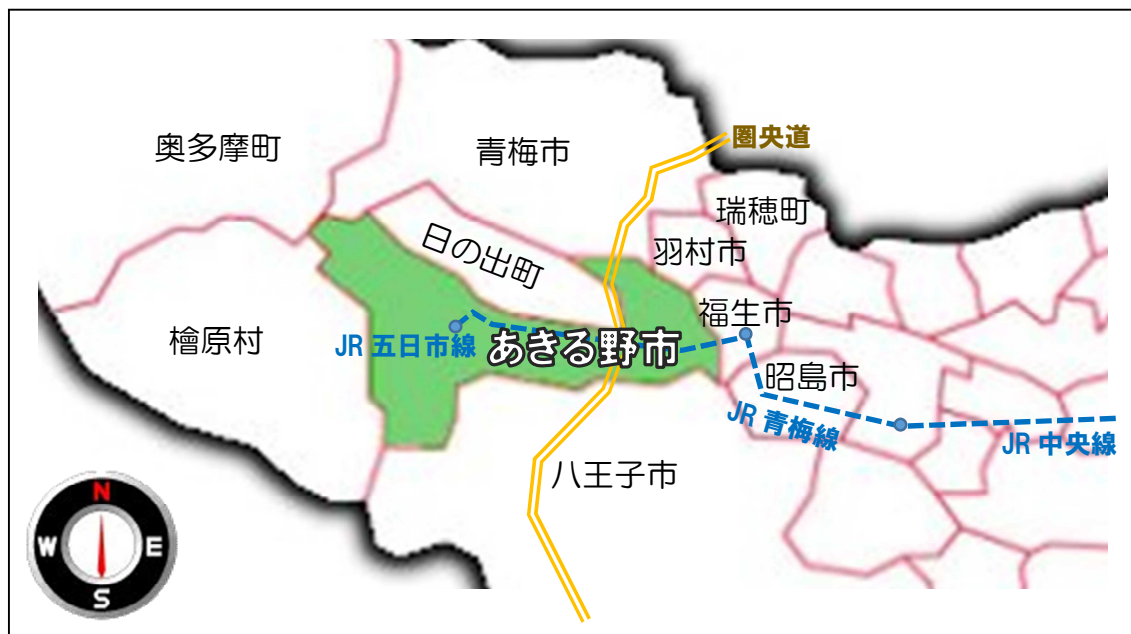 圏央道
奥多摩町
青梅市
瑞穂町
日の出町
羽村市
福生市
檜原村
JR 五日市線
あきる野市
昭島市
JR 青梅線
JR 中央線
八王子市
N
W
E
S